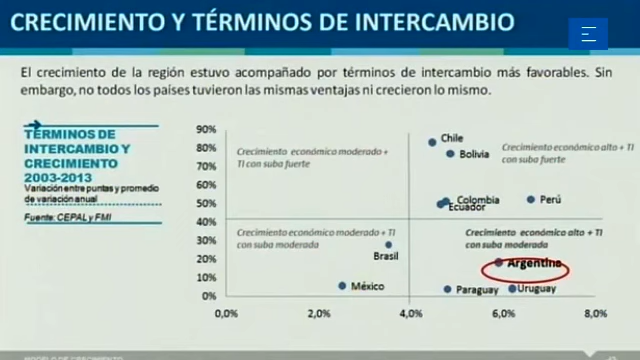 CRECIMIENTO Y TÉRMINOS DE INTERCAMBIO
El crecimiento de la región estuvo acompañado por términos de intercambio más favorables. Sin
embargo, no todos los países tuvieron las mismas ventajas ni crecieron lo mismo.
TÉRMINOS DE
INTERCAMBIO Y
CRECIMIENTO
2003-2013
Variación entre puntas y promedio
de variación anual
Fuente: CEPAL y FMI
90%
80%
70%
60%
50%
40%
30%
20%
10%
0%
Crecimiento económico moderado +
TI con suba fuerte
Crecimiento económico alto + TI
con suba fuerte
Chile
Bolivia
Colombia
Ecuador
Perú
Crecimiento económico moderado + TI
con suba moderada
Crecimiento económico alto + TI
con suba moderada
Brasil
Argentina
México
Paraguay
Uruguay
0,0%
2,0%
4,0%
6,0%
8,0%
MODELO DE CRECIMIENTO